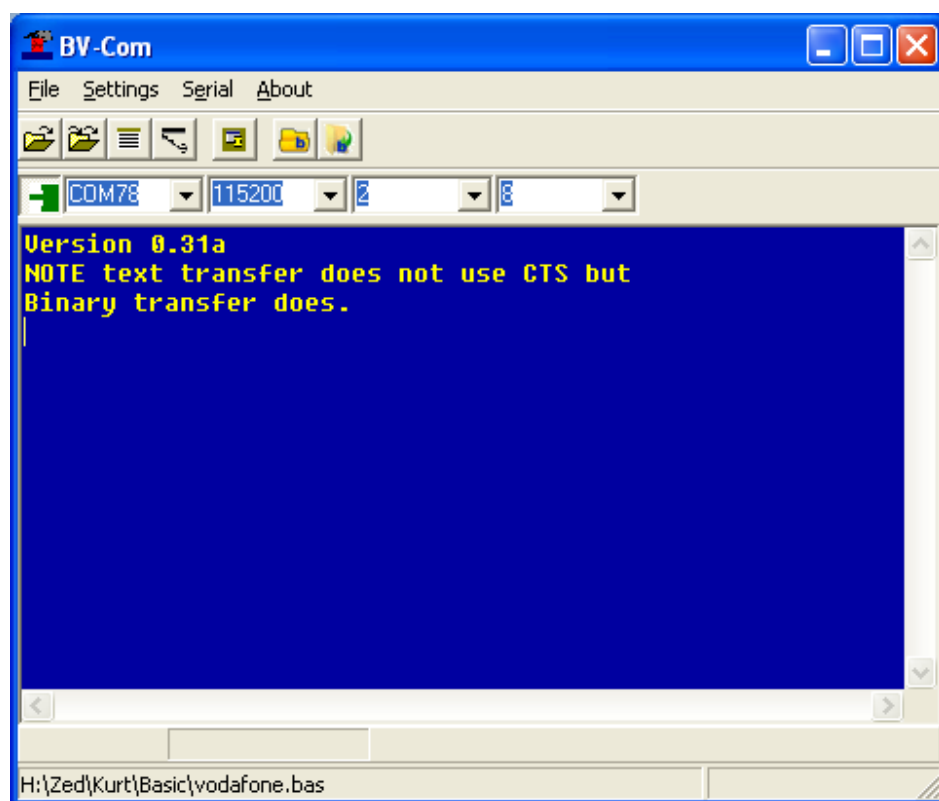 BV-Com
File Settings Serial About
COM78 115200 2 8
Version 0.31a
NOTE text transfer does not use CTS but
Binary transfer does.
H:\Zed\Kurt\Basic\vodafone.bas